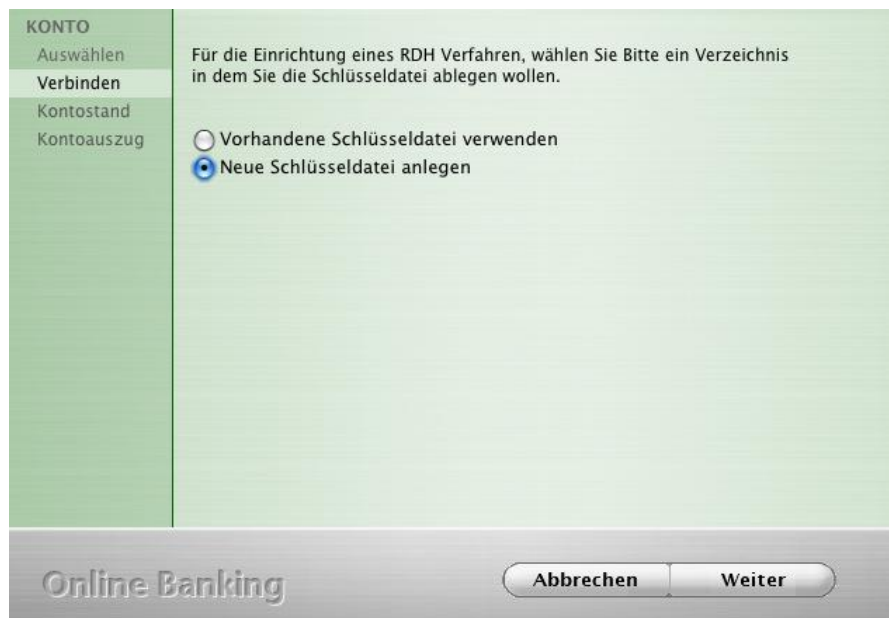 KONTO
Auswählen
Verbinden
Kontostand
Kontoauszug
Für die Einrichtung eines RDH Verfahren, wählen Sie Bitte ein Verzeichnis
in dem Sie die Schlüsseldatei ablegen wollen.
Vorhandene Schlüsseldatei verwenden
Neue Schlüsseldatei anlegen
Online Banking
Abbrechen
Weiter